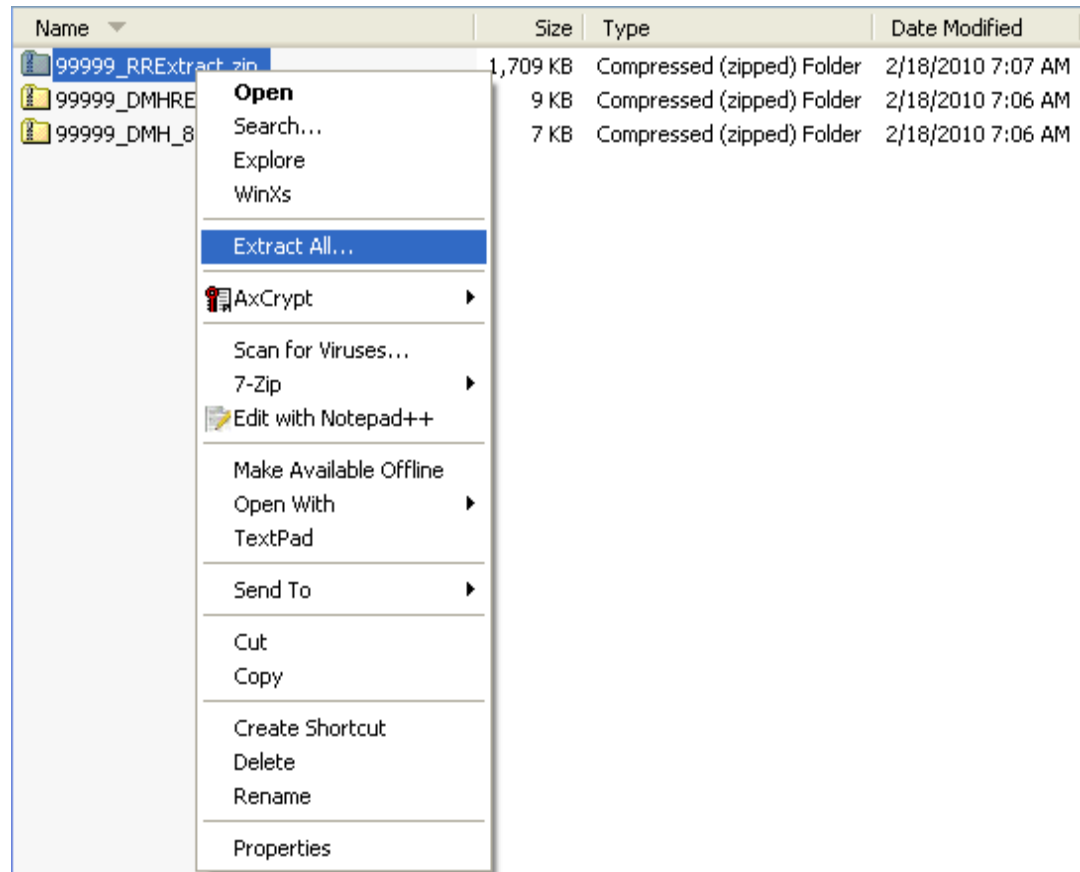 Name Size Type Date Modified
99999_RRExtract.zip 1,709 KB Compressed (zipped) Folder 2/18/2010 7:07 AM
99999_DMHRE 9 KB Compressed (zipped) Folder 2/18/2010 7:06 AM
99999_DMH_8 7 KB Compressed (zipped) Folder 2/18/2010 7:06 AM
Open
Search...
Explore
WinXs
Extract All...
AxCrypt
Scan for Viruses...
7-Zip
Edit with Notepad++
Make Available Offline
Open With
TextPad
Send To
Cut
Copy
Create Shortcut
Delete
Rename
Properties